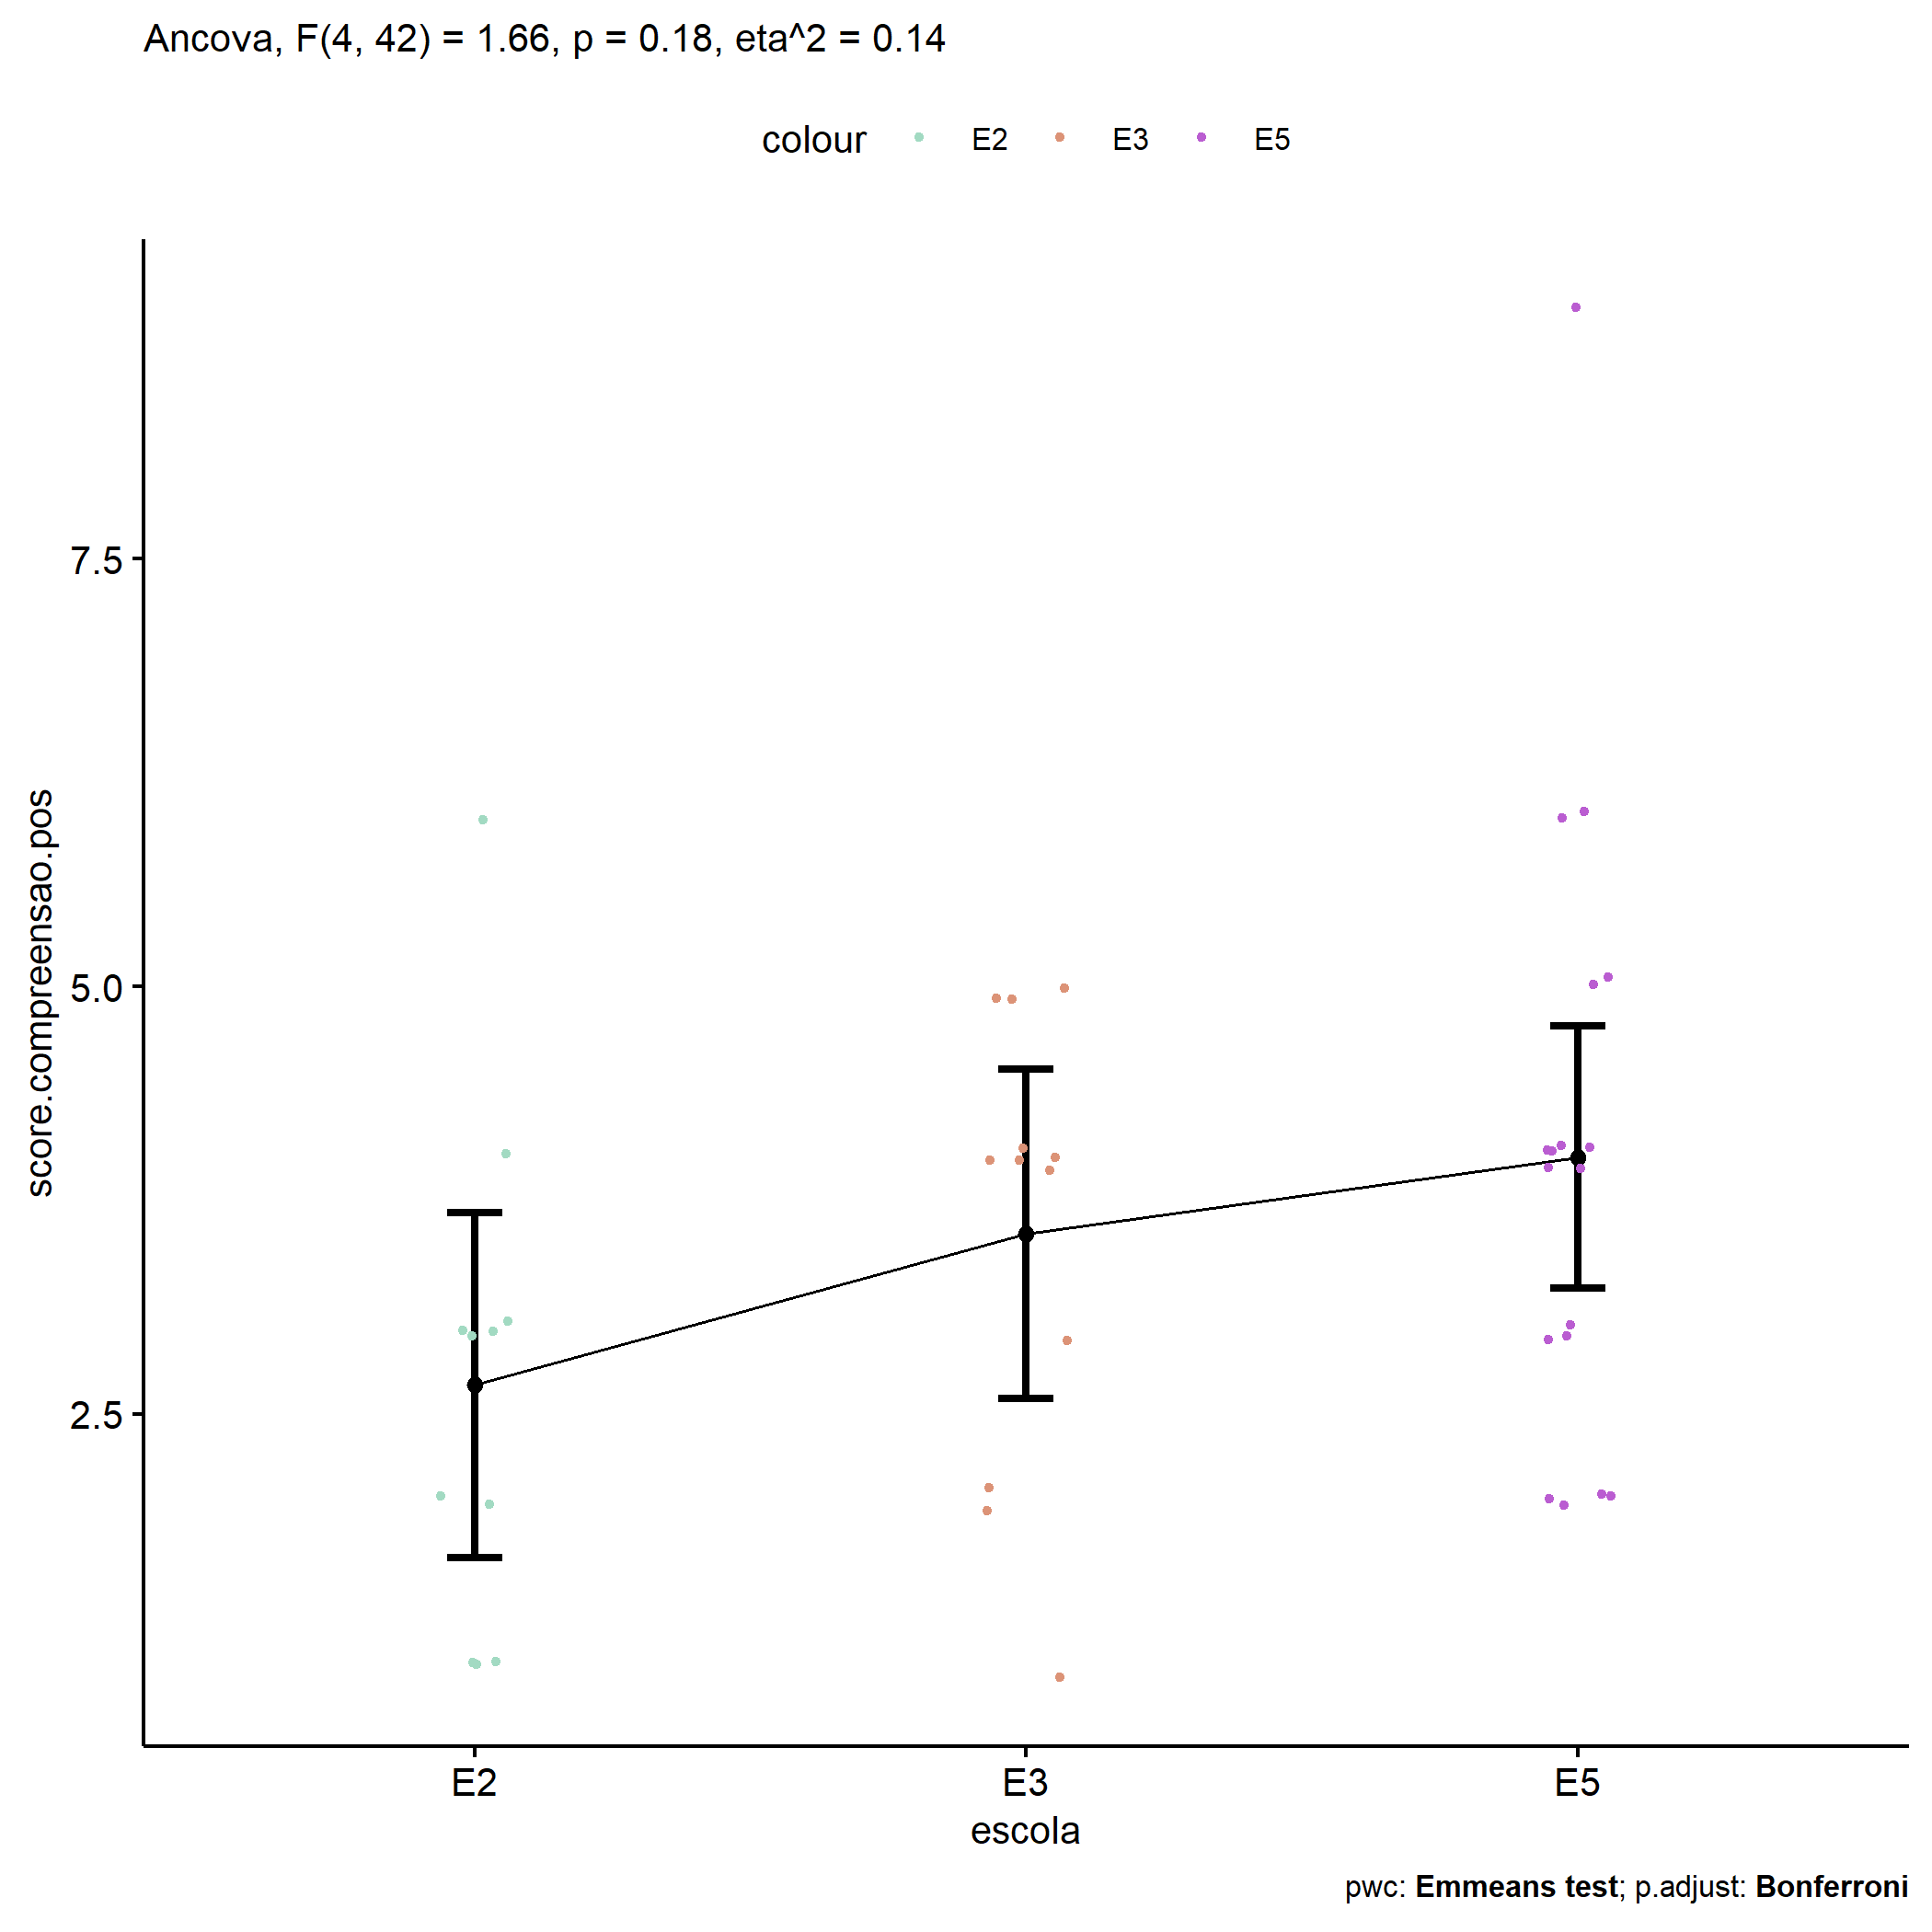 Ancova, F(4, 42) = 1.66, p = 0.18, eta^2 = 0.14
colour E2 E3 E5
score.compreensao.pos
7.5
5.0
2.5
E2 E3 E5
escola
pwc: Emmeans test; p.adjust: Bonferroni